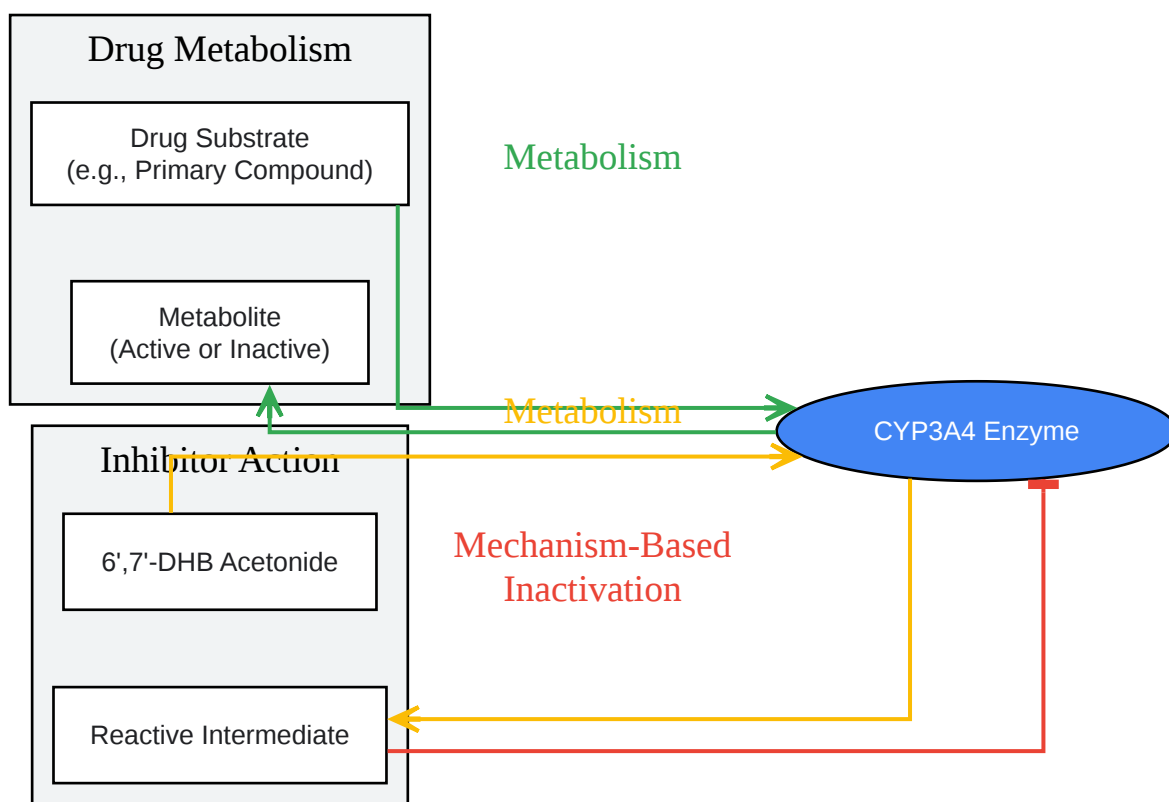 Drug Metabolism
Drug Substrate
(e.g., Primary Compound)
Metabolism
Metabolite
(Active or Inactive)
Metabolism
CYP3A4 Enzyme
Inhibitor Action
6',7'-DHB Acetonide
Mechanism-Based
Inactivation
Reactive Intermediate